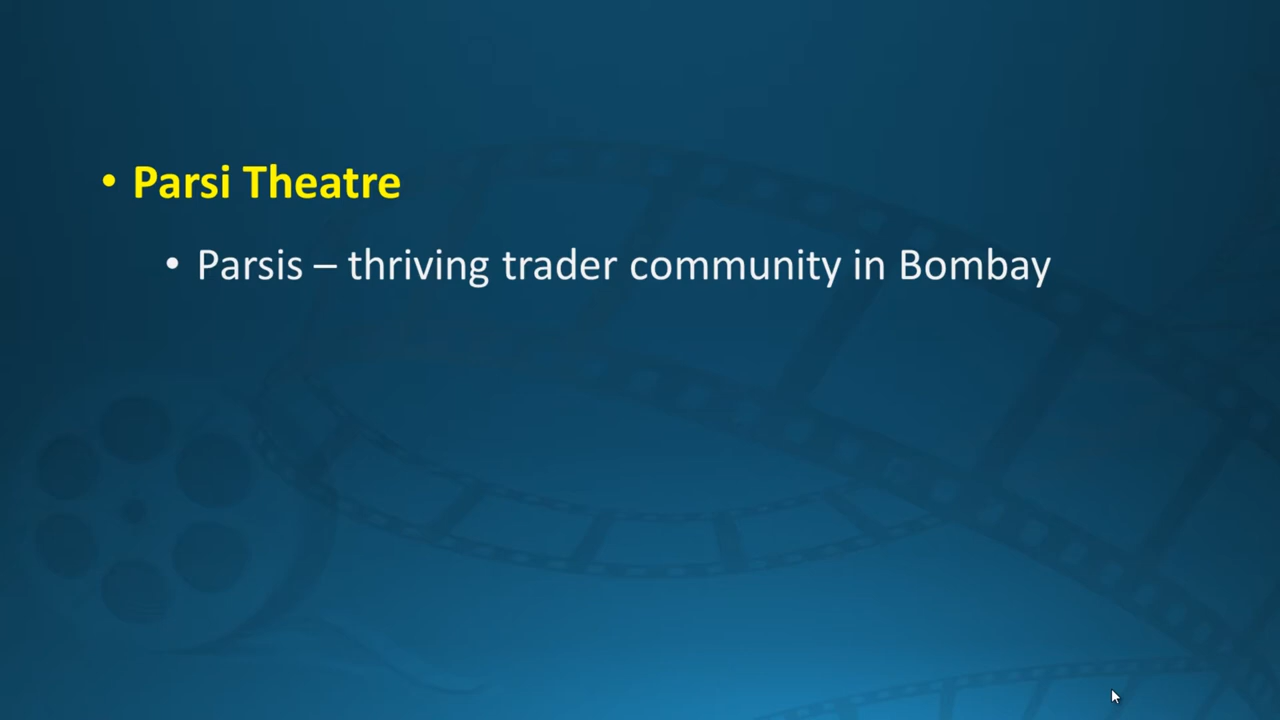 • Parsi Theatre
• Parsis – thriving trader community in Bombay